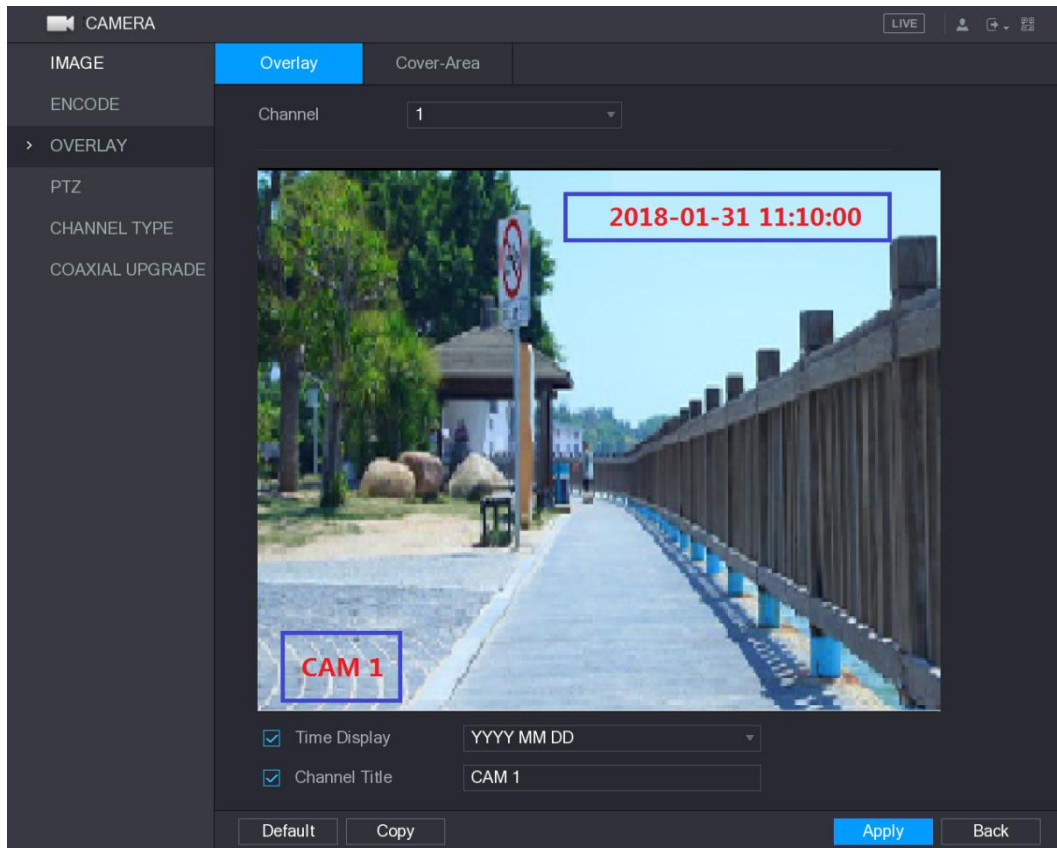 CAMERA
LIVE
IMAGE
ENCODE
OVERLAY
PTZ
CHANNEL TYPE
COAXIAL UPGRADE
Overlay Cover-Area
Channel 1
2018-01-31 11:10:00
CAM 1
Time Display YYYY MM DD
Channel Title CAM 1
Default Copy Apply Back